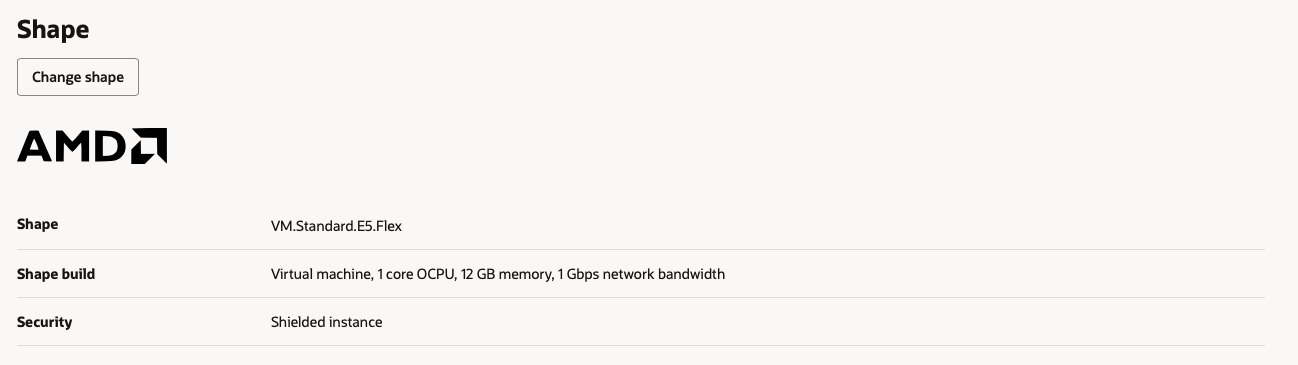 Shape
Change shape
AMD
Shape VM.Standard.E5.Flex
Shape build Virtual machine, 1 core OCPU, 12 GB memory, 1 Gbps network bandwidth
Security Shielded instance